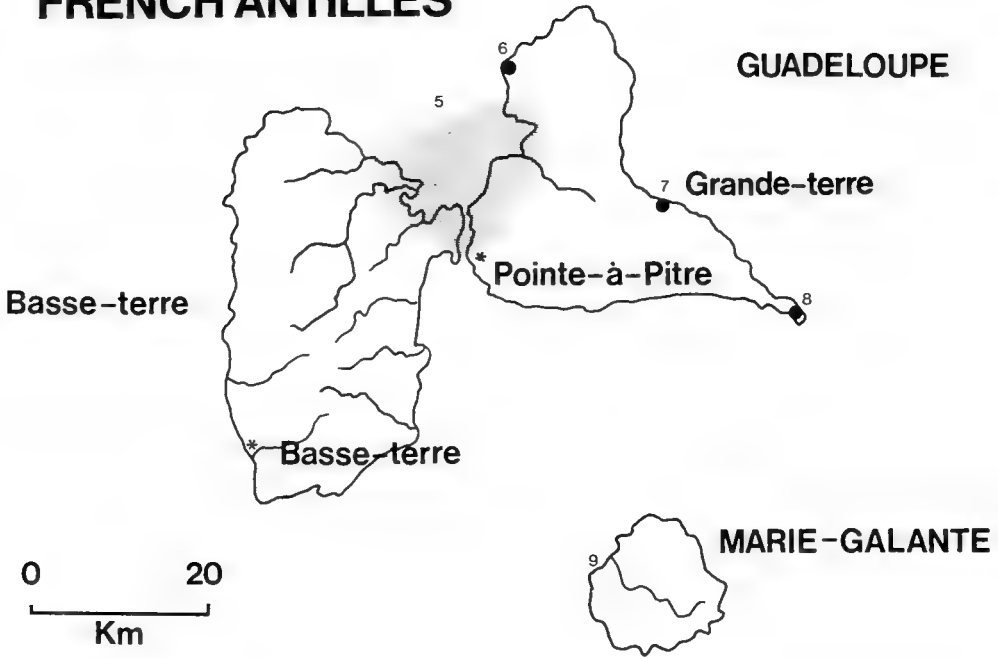 FRENCH ANTILLES
6
GUADELOUPE
5
7
Grande-terre
*
Pointe-à-Pitre
Basse-terre
8
*
Basse-terre
9
MARIE-GALANTE
0 20
Km